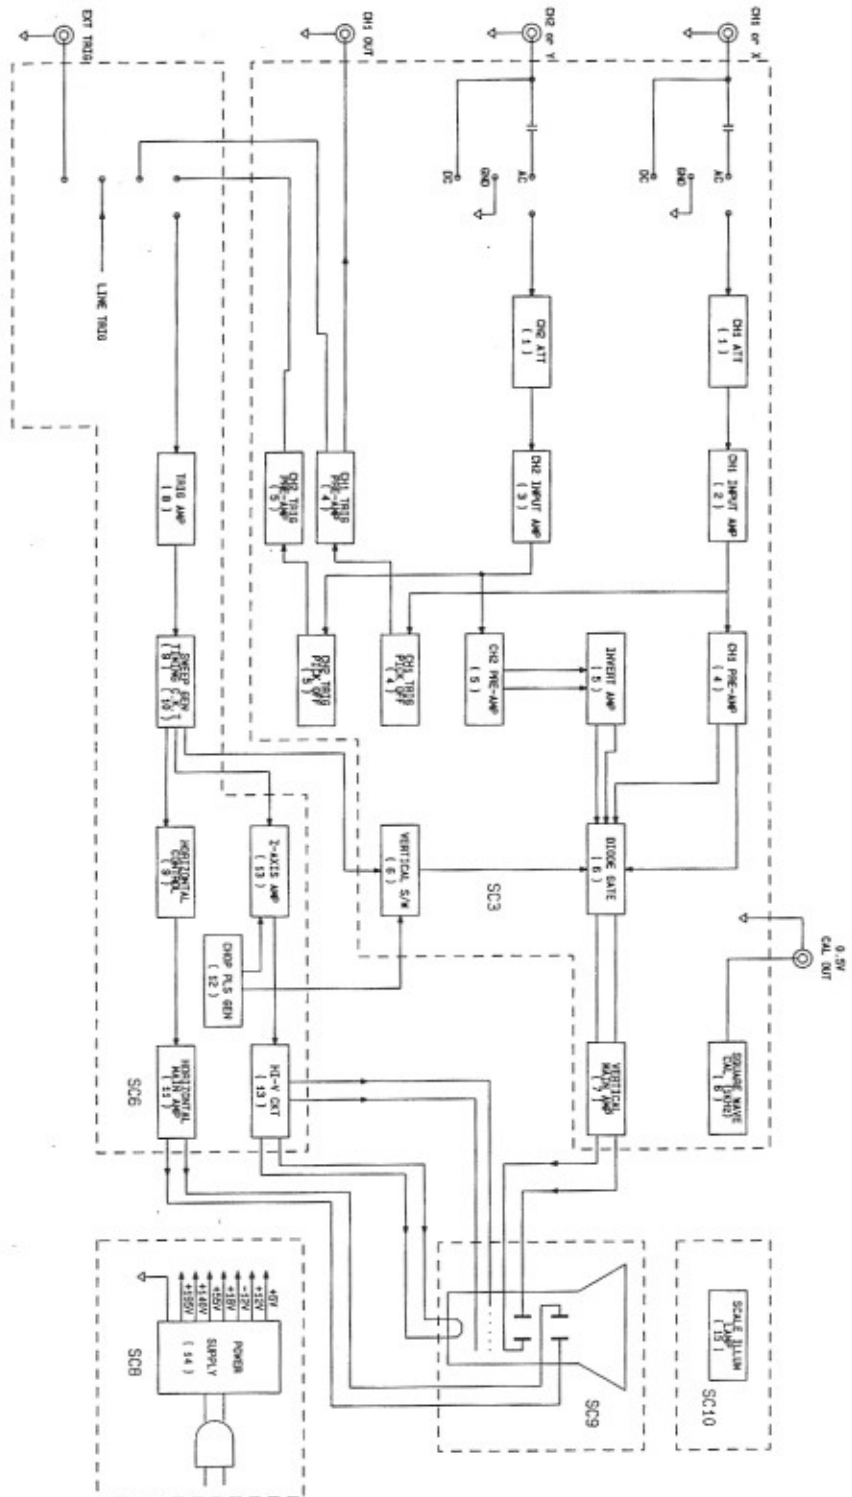 CH1 or X
AC
GND
DC
CH1 ATT
( 1 )
CH1 INPUT AMP
( 2 )
CH1 PRE-AMP
( 4 )
0.5V
CAL OUT
SQUARE WAVE
CAL (1KHZ)
( 6 )
SCALE ILLUM
LAMP
( 15 )
SC10
CH2 or Y
AC
GND
DC
CH2 ATT
( 1 )
CH2 INPUT AMP
( 3 )
INVERT AMP
( 5 )
DIODE GATE
( 6 )
VERTICAL
MAIN AMP
( 7 )
CH2 PRE-AMP
( 5 )
SC3
SC9
CH1 OUT
CH1 TRIG
PRE-AMP
( 4 )
CH1 TRIG
PICK OFF
( 4 )
VERTICAL S/W
( 6 )
CH2 TRIG
PRE-AMP
( 5 )
CH2 TRIG
PICK OFF
( 5 )
Z-AXIS AMP
( 13 )
CHOP PLS GEN
( 12 )
HI-V CKT
( 13 )
EXT TRIG
LINE TRIG
TRIG AMP
( 8 )
SWEEP GEN
TIMING C.K.T
( 9 ) ( 10 )
HORIZONTAL
CONTROL
( 9 )
HORIZONTAL
MAIN AMP
( 11 )
SC6
+5V
+12V
-12V
+18V
+55V
+140V
+195V
POWER
SUPPLY
( 14 )
SC8